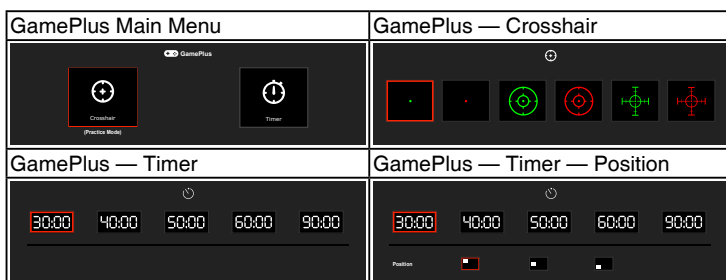 GamePlus Main Menu
GamePlus — Crosshair
GamePlus
Crosshair
Timer
(Practice Mode)
GamePlus — Timer
GamePlus — Timer — Position
30:00 40:00 50:00 60:00 90:00
30:00 40:00 50:00 60:00 90:00
Position